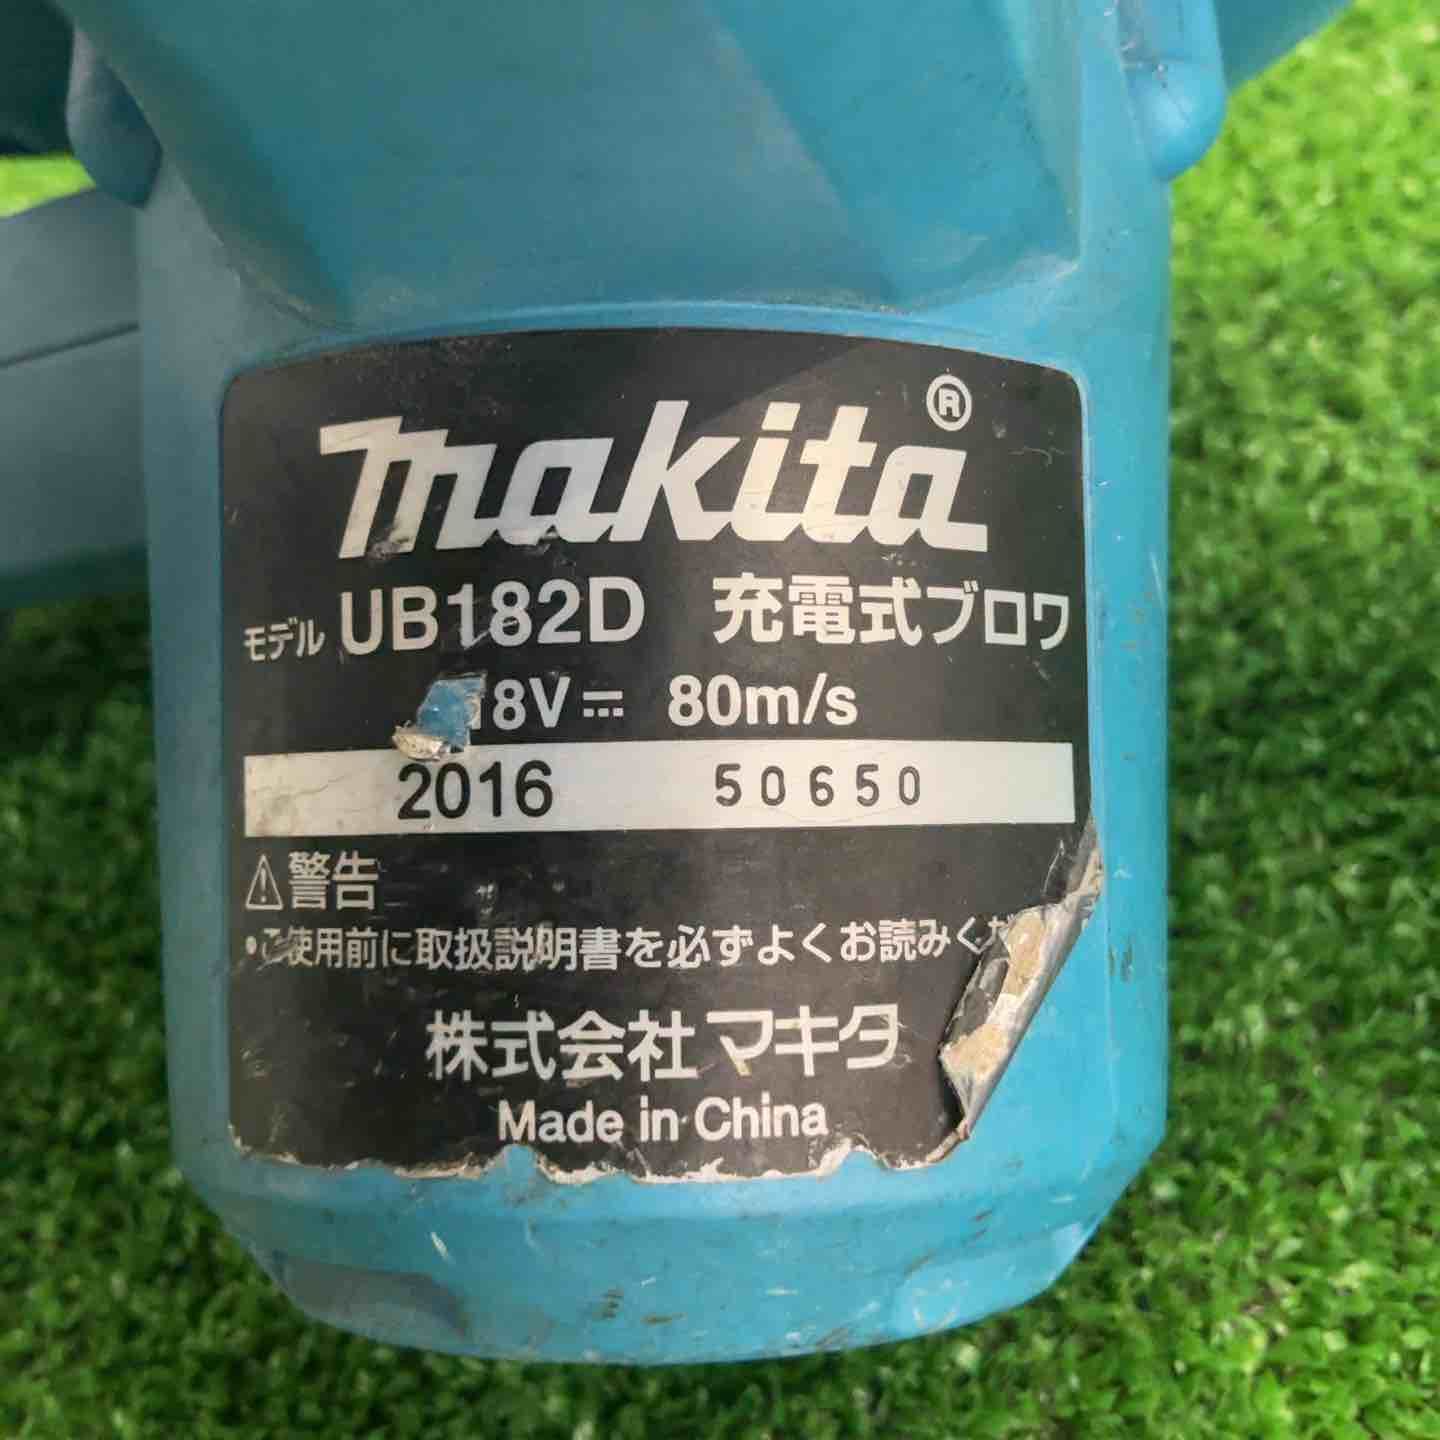 makita®
モデル UB182D 充電式ブロワ
18V⎓ 80m/s
2016 50650
⚠警告
•ご使用前に取扱説明書を必ずよくお読みくだ
株式会社マキタ
Made in China